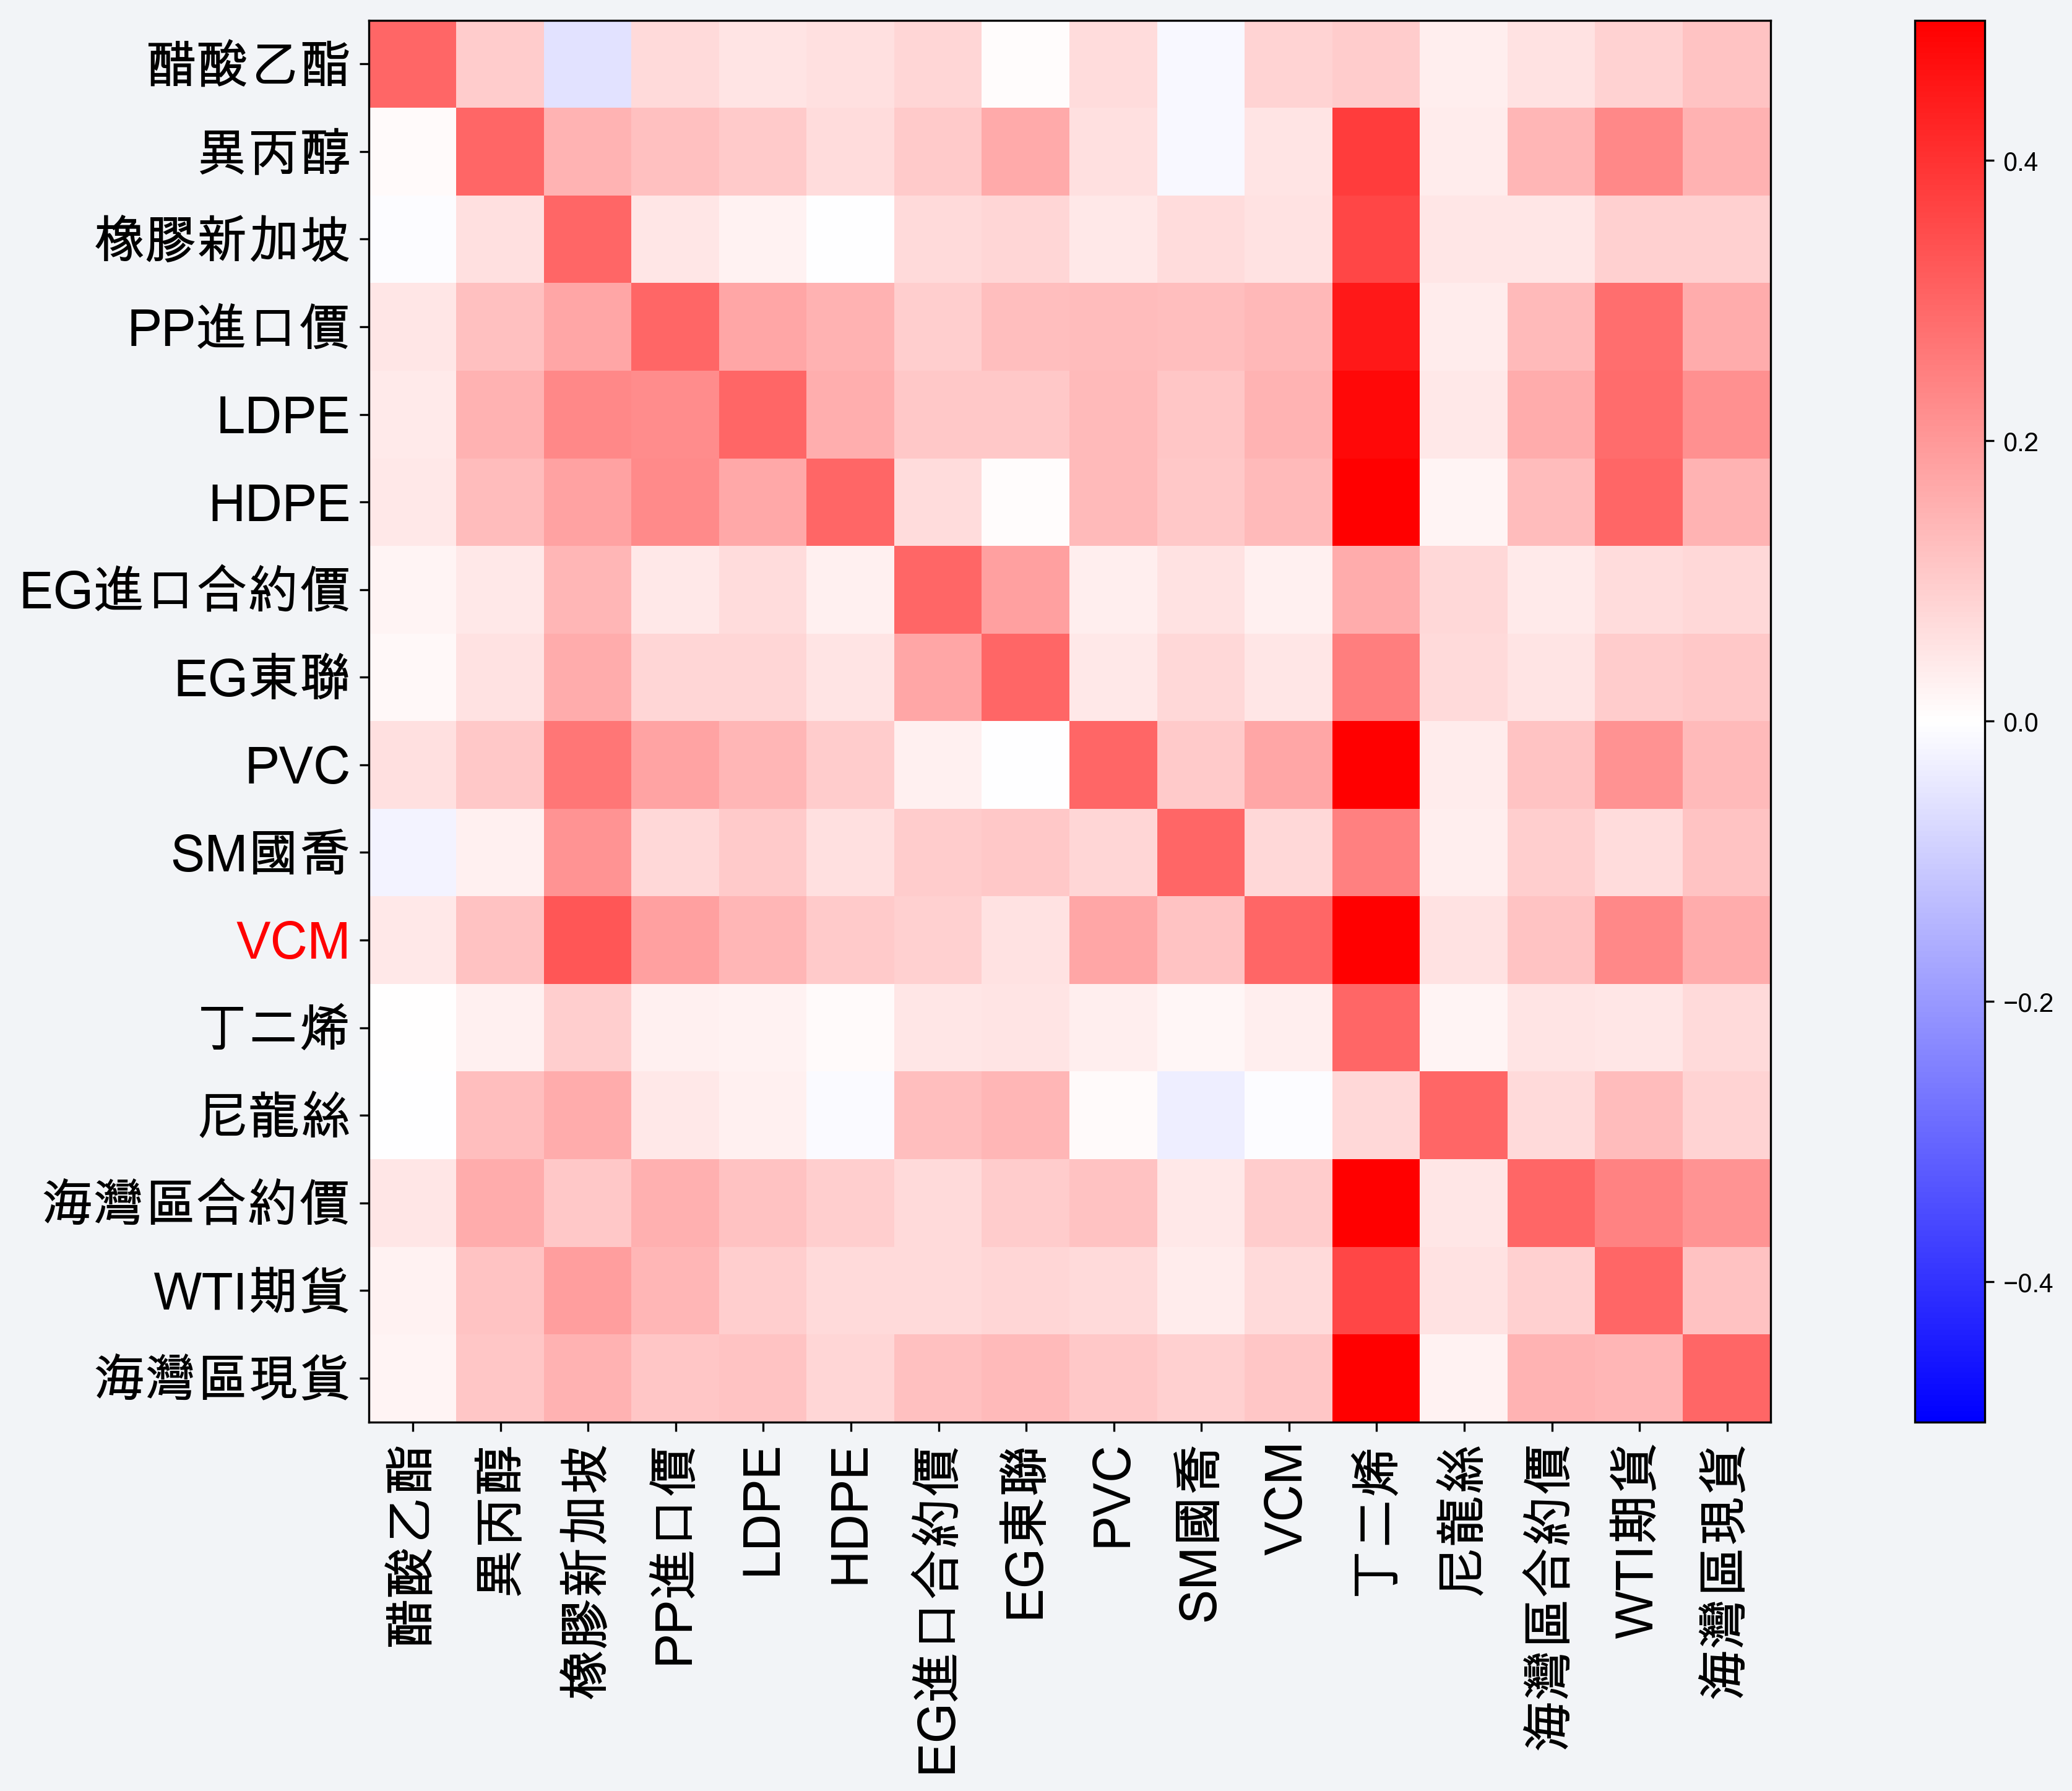 醋酸乙酯
異丙醇
橡膠新加坡
PP進口價
LDPE
HDPE
EG進口合約價
EG東聯
PVC
SM國喬
VCM
丁二烯
尼龍絲
海灣區合約價
WTI期貨
海灣區現貨
醋酸乙酯
異丙醇
橡膠新加坡
PP進口價
LDPE
HDPE
EG進口合約價
EG東聯
PVC
SM國喬
VCM
丁二烯
尼龍絲
海灣區合約價
WTI期貨
海灣區現貨
0.4
0.2
0.0
−0.2
−0.4